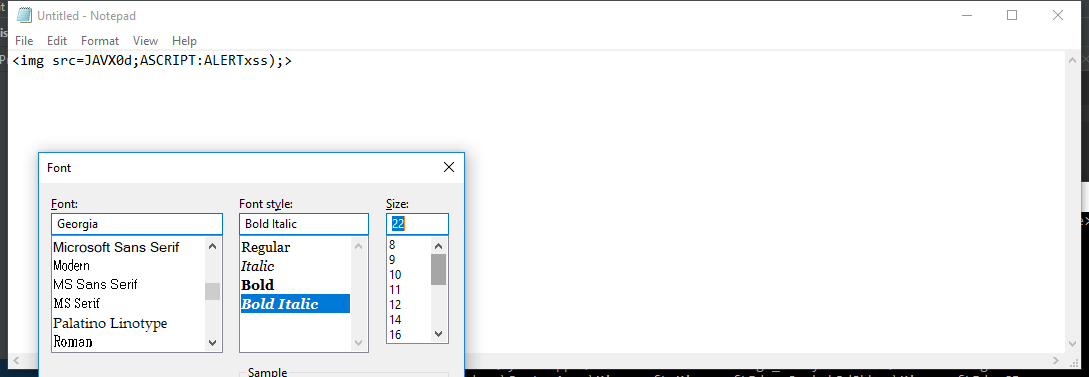 Untitled - Notepad
File Edit Format View Help
<img src=JAVX0d;ASCRIPT:ALERTxss);>
Font
Font: Font style: Size:
Georgia Bold Italic 22
Microsoft Sans Serif Regular 8
Modern Italic 9
MS Sans Serif Bold 10
MS Serif Bold Italic 11
Palatino Linotype 12
Roman 14
16
Sample